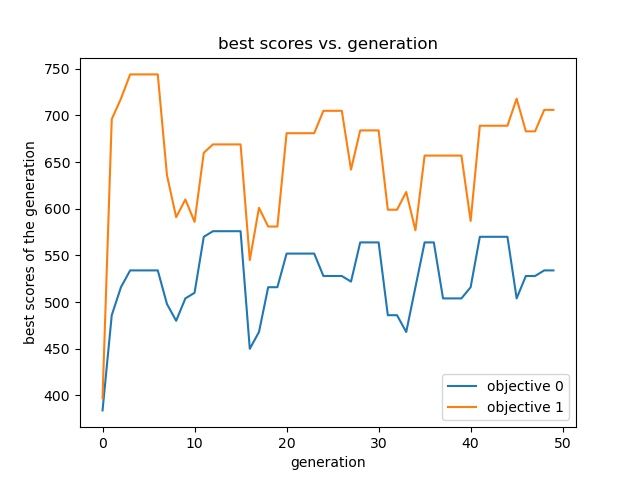 best scores vs. generation
best scores of the generation
750
700
650
600
550
500
450
400
0
10
20
30
40
50
generation
objective 0
objective 1